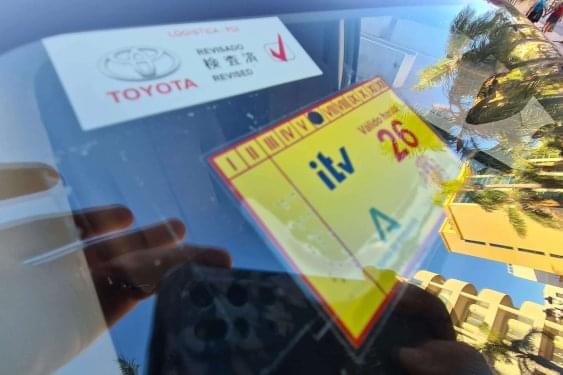 LOGISTICA - PDI
REVISADO
検査済
REVISED
TOYOTA
I II III IV V VII VIII IX X XI XII
itv
Válido hasta
26
A